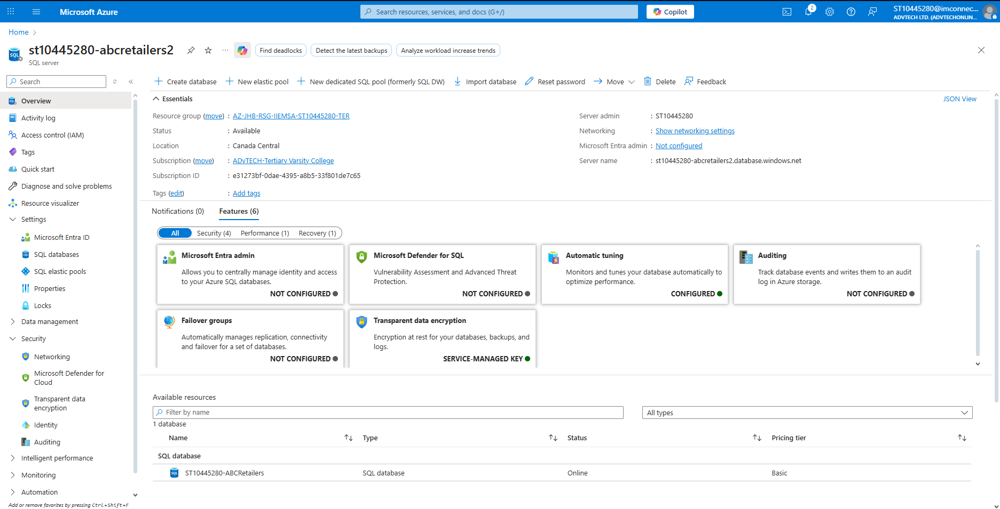 Microsoft Azure
Search resources, services, and docs (G+/)
Copilot
2
ST10445280@imconnec...
ADVTECH LTD. (ADVTECHONLIN...
Home
SQL
st10445280-abcretailers2
SQL server
Find deadlocks
Detect the latest backups
Analyze workload increase trends
Search
Create database
New elastic pool
New dedicated SQL pool (formerly SQL DW)
Import database
Reset password
Move
Delete
Feedback
Overview
Activity log
Access control (IAM)
Tags
Quick start
Diagnose and solve problems
Resource visualizer
Settings
Microsoft Entra ID
SQL databases
SQL elastic pools
Properties
Locks
Data management
Security
Networking
Microsoft Defender for
Cloud
Transparent data
encryption
Identity
Auditing
Intelligent performance
Monitoring
Automation
Add or remove favorites by pressing Ctrl+Shift+F
Essentials
JSON View
Resource group (move) : AZ-JHB-RSG-IIEMSA-ST10445280-TER
Status : Available
Location : Canada Central
Subscription (move) : ADvTECH-Tertiary Varsity College
Subscription ID : e31273bf-0dae-4395-a8b5-33f801de7c65
Tags (edit) : Add tags
Server admin : ST10445280
Networking : Show networking settings
Microsoft Entra admin : Not configured
Server name : st10445280-abcretailers2.database.windows.net
Notifications (0)
Features (6)
All
Security (4)
Performance (1)
Recovery (1)
Microsoft Entra admin
Allows you to centrally manage identity and access
to your Azure SQL databases.
NOT CONFIGURED
Microsoft Defender for SQL
Vulnerability Assessment and Advanced Threat
Protection.
NOT CONFIGURED
Automatic tuning
Monitors and tunes your database automatically to
optimize performance.
CONFIGURED
Auditing
Track database events and writes them to an audit
log in Azure storage.
NOT CONFIGURED
Failover groups
Automatically manages replication, connectivity
and failover for a set of databases.
NOT CONFIGURED
Transparent data encryption
Encryption at rest for your databases, backups, and
logs.
SERVICE-MANAGED KEY
Available resources
Filter by name
All types
1 database
Name
Type
Status
Pricing tier
SQL database
SQL
ST10445280-ABCRetailers
SQL database
Online
Basic